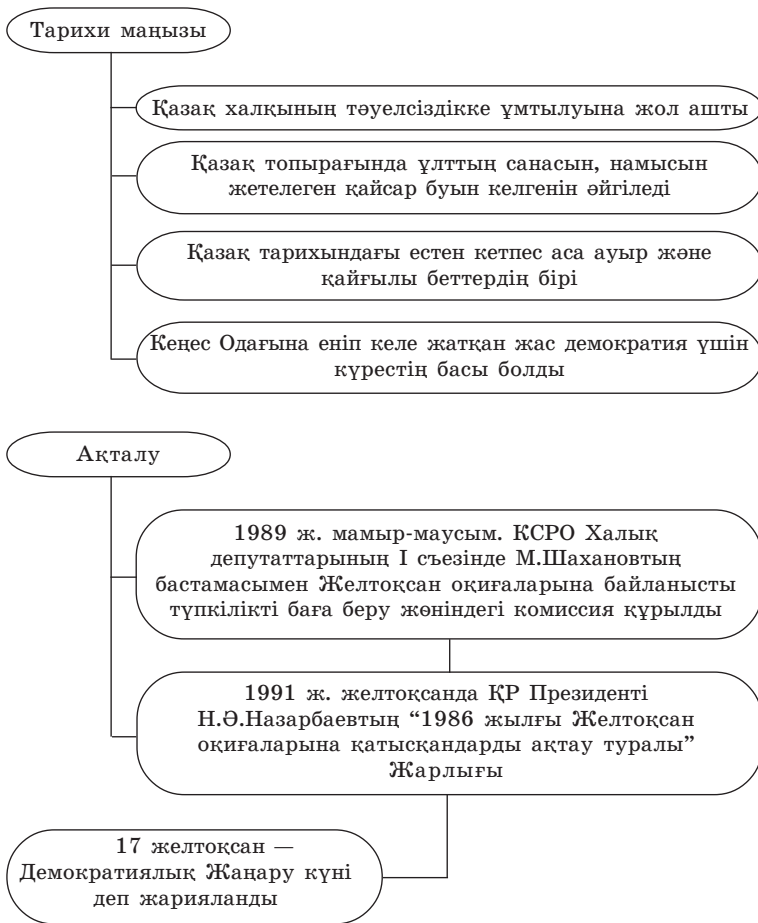 Тарихи маңызы
Қазақ халқының тәуелсіздікке ұмтылуына жол ашты
Қазақ топырағында ұлттың санасын, намысын
жетелеген қайсар буын келгенін әйгіледі
Қазақ тарихындағы естен кетпес аса ауыр және
қайғылы беттердің бірі
Кеңес Одағына еніп келе жатқан жас демократия үшін
күрестің басы болды
Ақталу
1989 ж. мамыр-маусым. КСРО Халық
депутаттарының I съезінде М.Шахановтың
бастамасымен Желтоқсан оқиғаларына байланысты
түпкілікті баға беру жөніндегі комиссия құрылды
1991 ж. желтоқсанда ҚР Президенті
Н.Ә.Назарбаевтың “1986 жылғы Желтоқсан
оқиғаларына қатысқандарды ақтау туралы”
Жарлығы
17 желтоқсан —
Демократиялық Жаңару күні
деп жарияланды